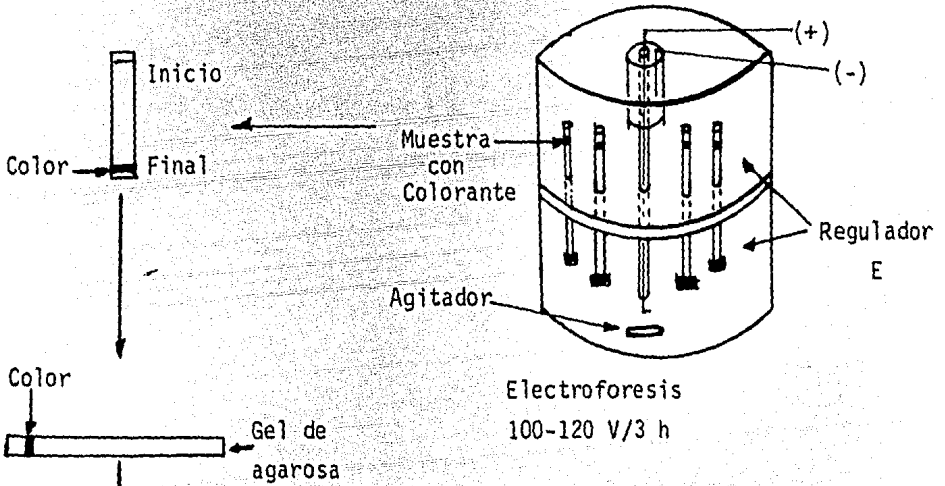 Inicio
Color
Final
Muestra
con
Colorante
(+)
(-)
Regulador
E
Agitador
Electroforesis
100-120 V/3 h
Color
Gel de
agarosa